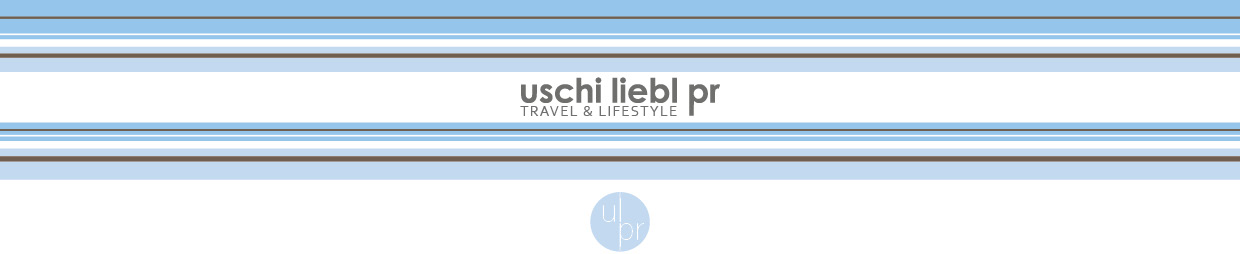 uschi liebl pr
TRAVEL & LIFESTYLE
ul
pr